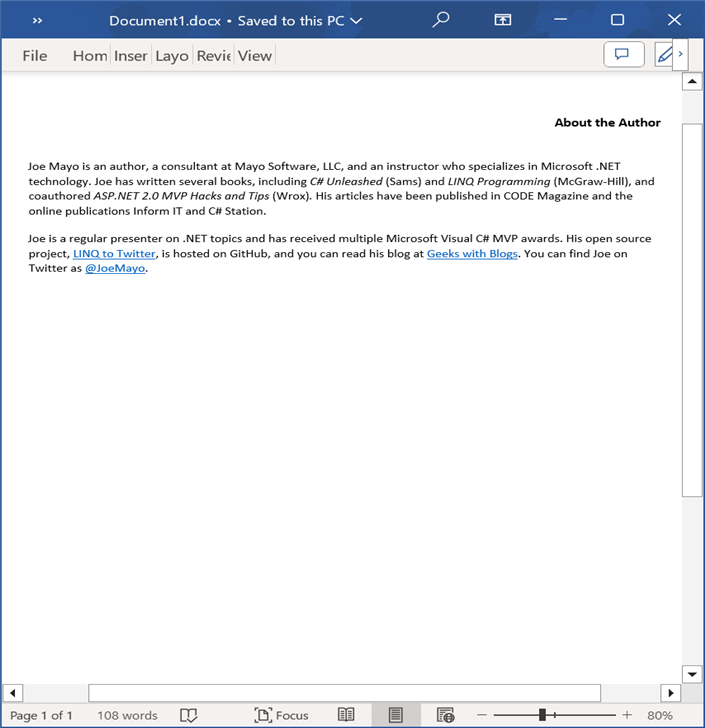 Document1.docx • Saved to this PC
File Hom Inser Layo Revie View
About the Author
Joe Mayo is an author, a consultant at Mayo Software, LLC, and an instructor who specializes in Microsoft .NET
technology. Joe has written several books, including C# Unleashed (Sams) and LINQ Programming (McGraw-Hill), and
coauthored ASP.NET 2.0 MVP Hacks and Tips (Wrox). His articles have been published in CODE Magazine and the
online publications Inform IT and C# Station.
Joe is a regular presenter on .NET topics and has received multiple Microsoft Visual C# MVP awards. His open source
project, LINQ to Twitter, is hosted on GitHub, and you can read his blog at Geeks with Blogs. You can find Joe on
Twitter as @JoeMayo.
Page 1 of 1 108 words Focus 80%